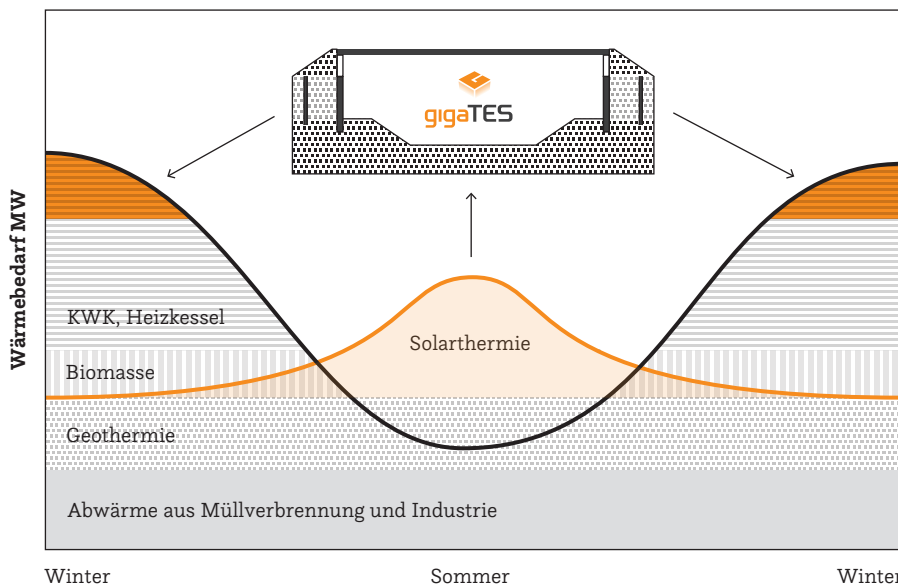 gigaTES
Wärmebedarf MW
KWK, Heizkessel
Solarthermie
Biomasse
Geothermie
Abwärme aus Müllverbrennung und Industrie
Winter
Sommer
Winter